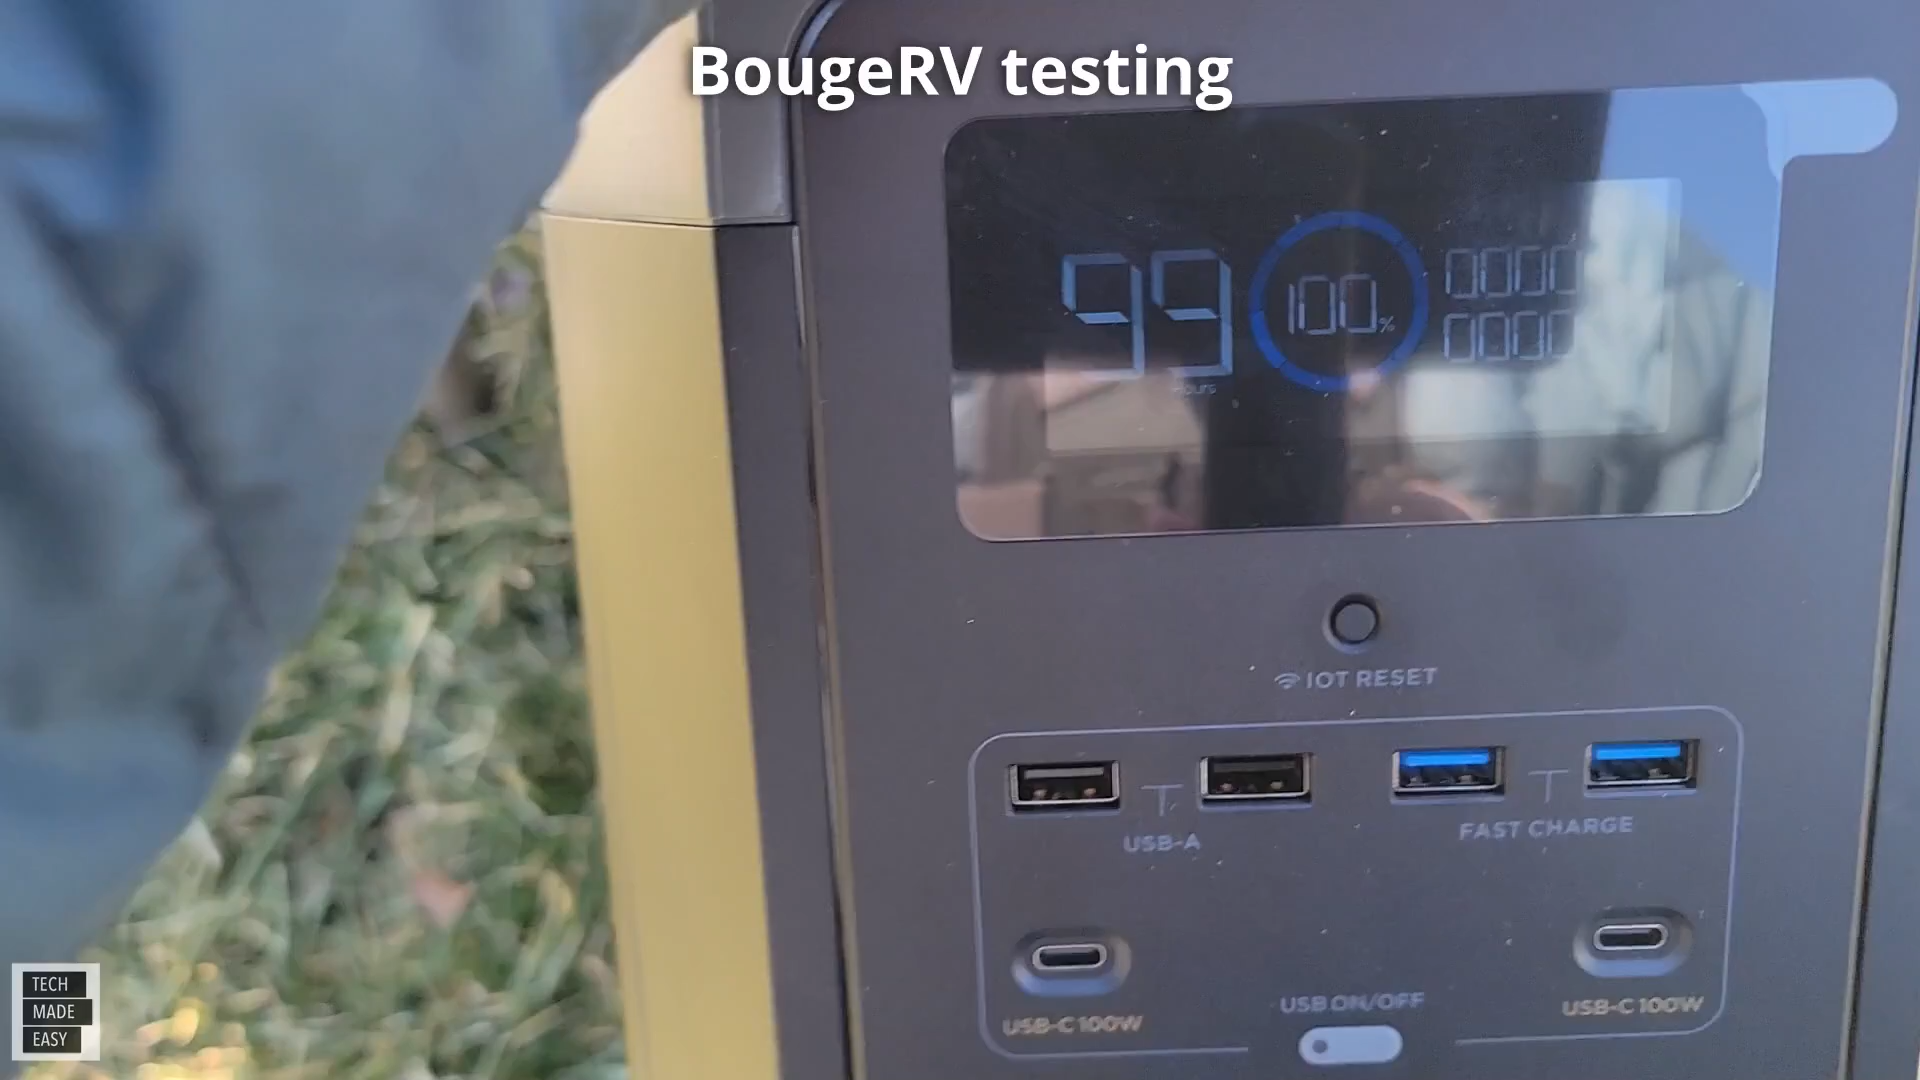 BougeRV testing
99
Hours
100%
0000
0000
IOT RESET
USB-A
FAST CHARGE
USB-C 100W
USB ON/OFF
USB-C 100W
TECH
MADE
EASY